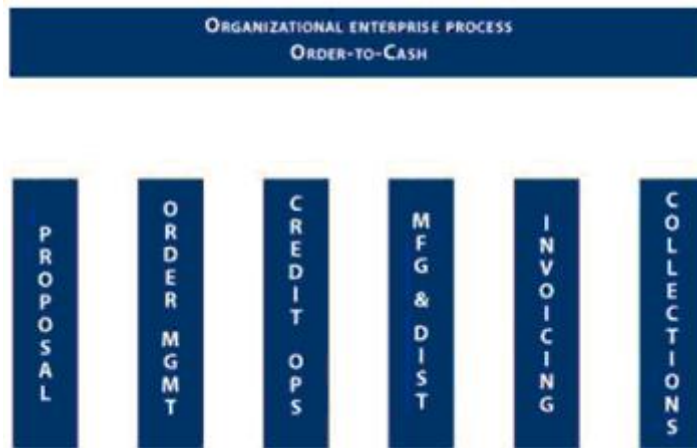 ORGANIZATIONAL ENTERPRISE PROCESS
ORDER-TO-CASH
PROPOSAL
ORDER MGMT
CREDIT OPS
MFG & DIST
INVOICING
COLLECTIONS